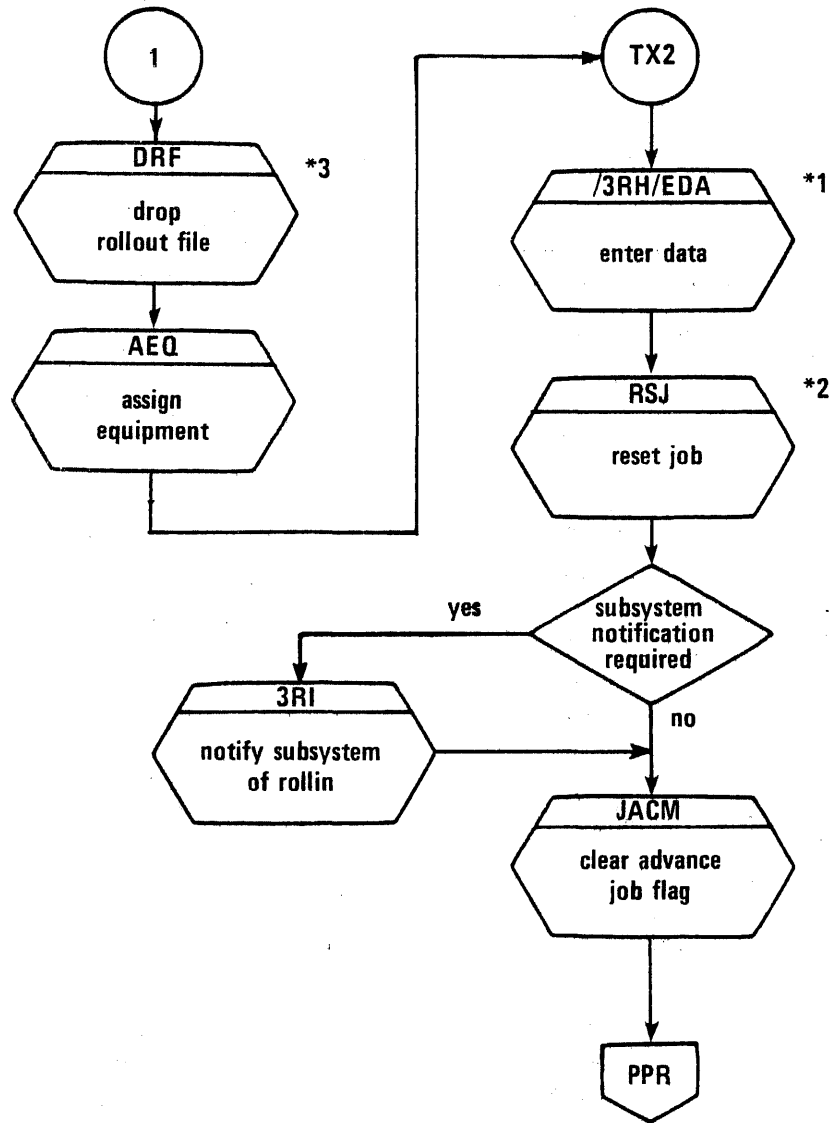 1
DRF
*3
drop
rollout file
AEQ
assign
equipment
TX2
/3RH/EDA
*1
enter data
RSJ
*2
reset job
subsystem
notification
required
yes
no
3RI
notify subsystem
of rollin
JACM
clear advance
job flag
PPR